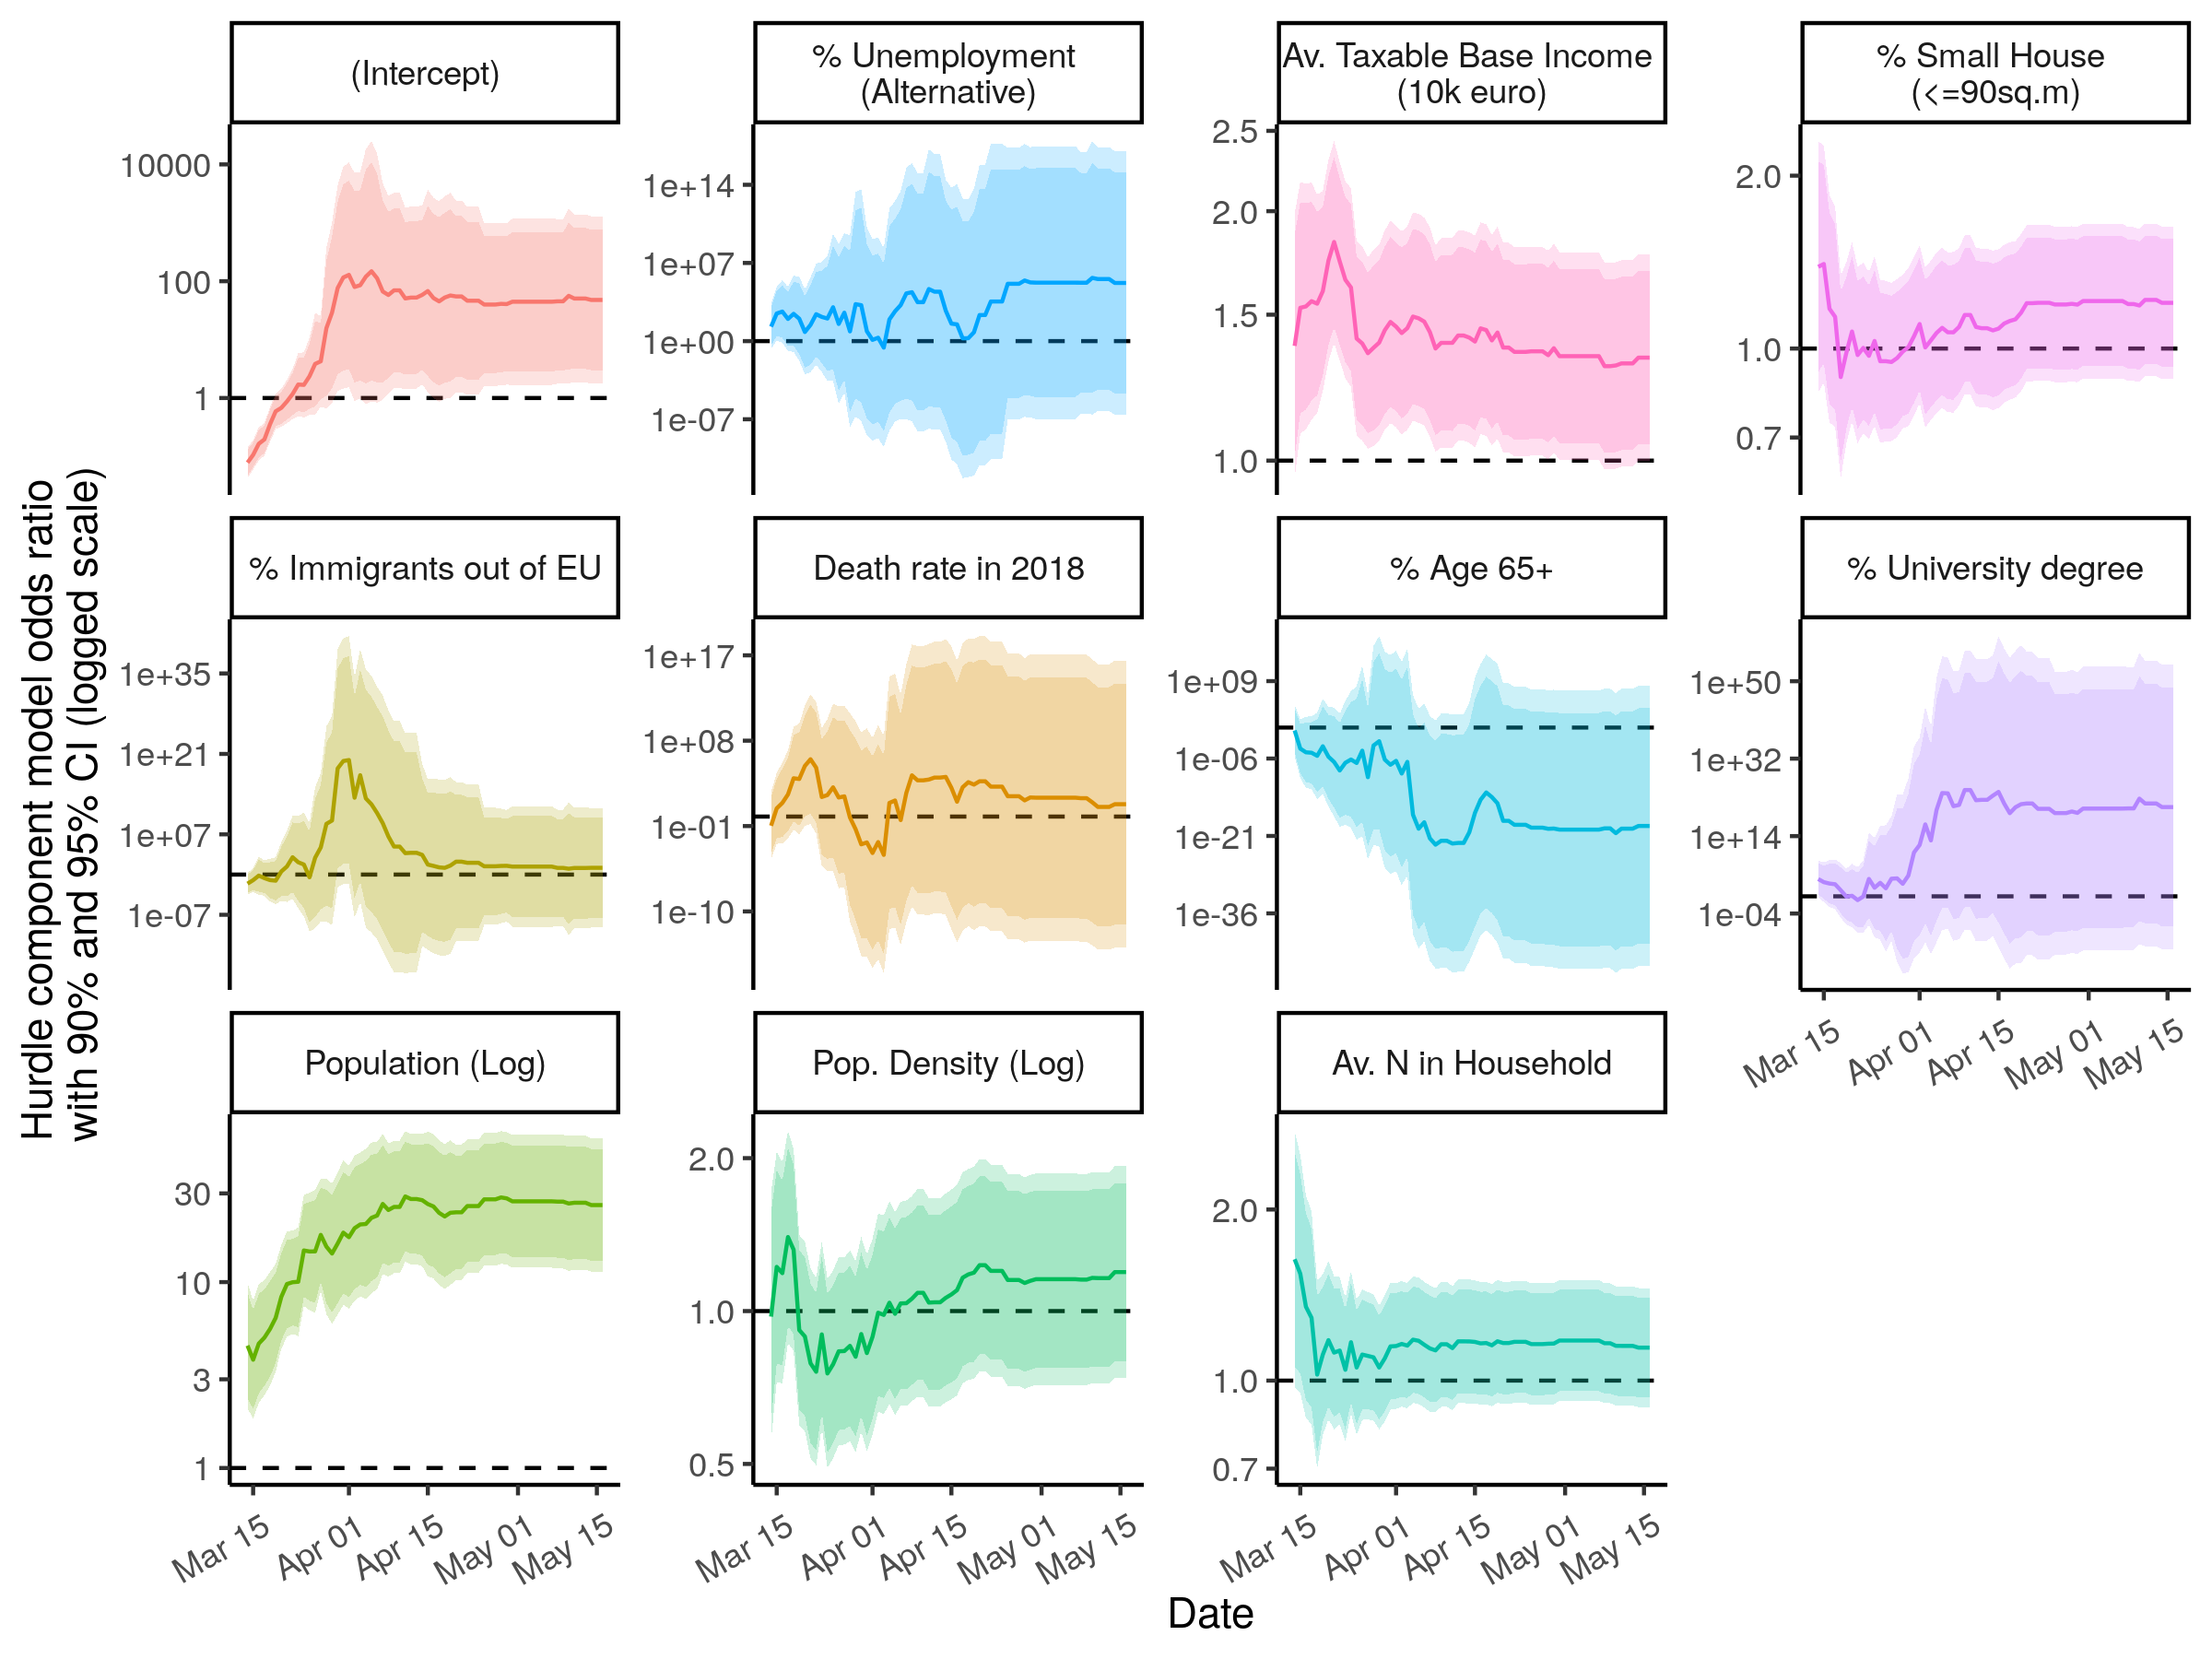 Hurdle component model odds ratio
with 90% and 95% CI (logged scale)
(Intercept)
10000
100
1
% Unemployment
(Alternative)
1e+14
1e+07
1e+00
1e-07
Av. Taxable Base Income
(10k euro)
2.5
2.0
1.5
1.0
% Small House
(<=90sq.m)
2.0
1.0
0.7
% Immigrants out of EU
1e+35
1e+21
1e+07
1e-07
Death rate in 2018
1e+17
1e+08
1e-01
1e-10
% Age 65+
1e+09
1e-06
1e-21
1e-36
% University degree
1e+50
1e+32
1e+14
1e-04
Mar 15
Apr 01
Apr 15
May 01
May 15
Population (Log)
30
10
3
1
Mar 15
Apr 01
Apr 15
May 01
May 15
Pop. Density (Log)
2.0
1.0
0.5
Mar 15
Apr 01
Apr 15
May 01
May 15
Av. N in Household
2.0
1.0
0.7
Mar 15
Apr 01
Apr 15
May 01
May 15
Date